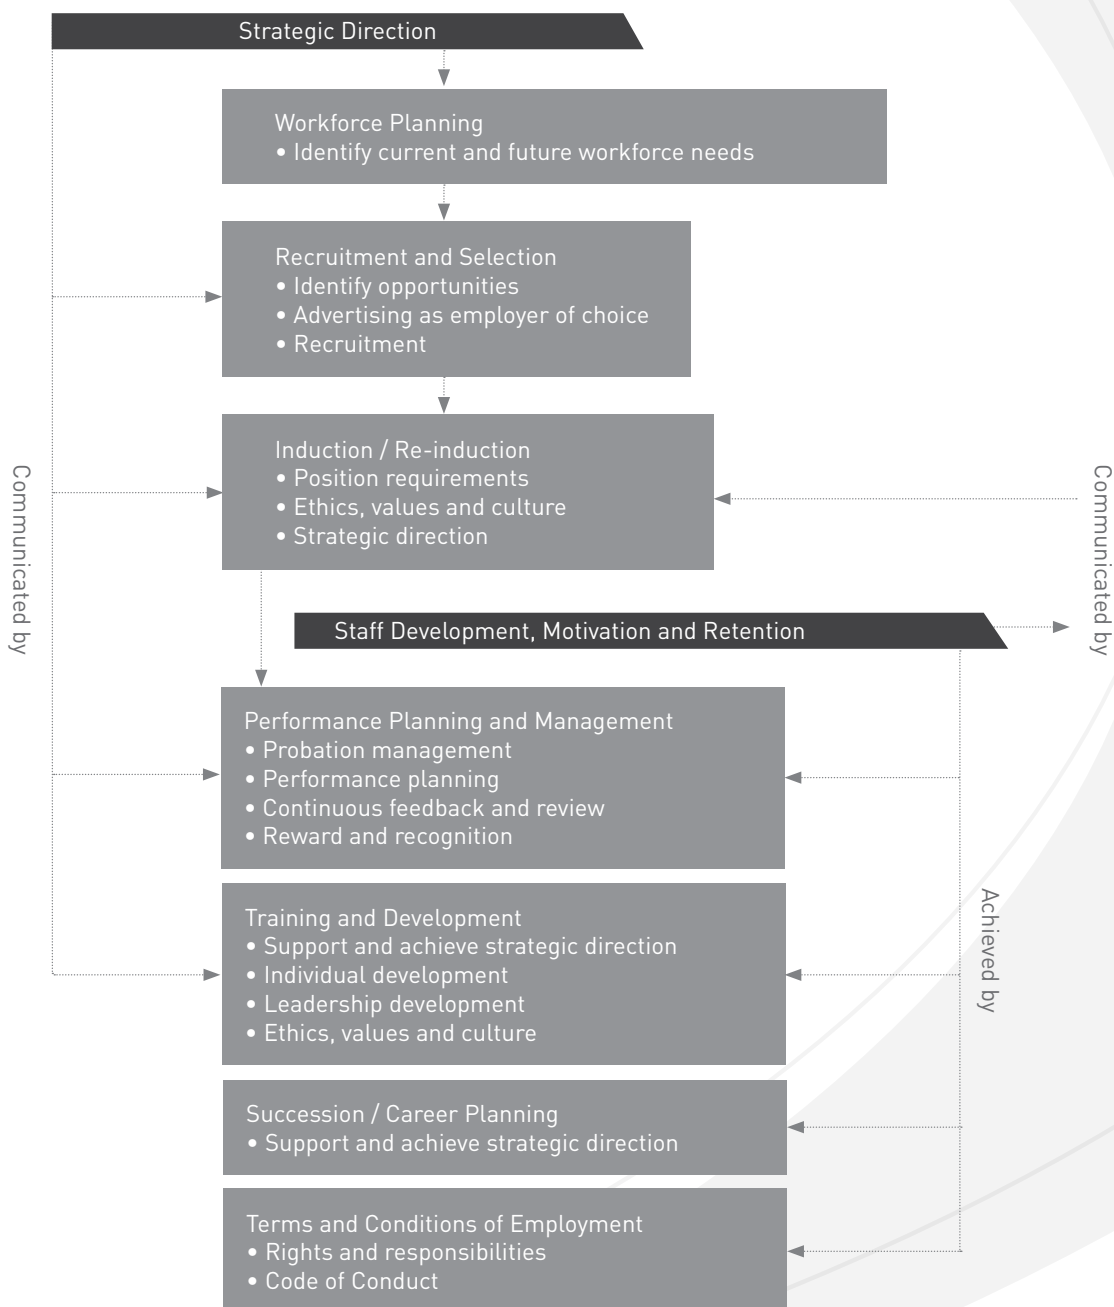 Strategic Direction
Workforce Planning
• Identify current and future workforce needs
Recruitment and Selection
• Identify opportunities
• Advertising as employer of choice
• Recruitment
Induction / Re-induction
• Position requirements
• Ethics, values and culture
• Strategic direction
Communicated by
Communicated by
Staff Development, Motivation and Retention
Performance Planning and Management
• Probation management
• Performance planning
• Continuous feedback and review
• Reward and recognition
Training and Development
• Support and achieve strategic direction
• Individual development
• Leadership development
• Ethics, values and culture
Achieved by
Succession / Career Planning
• Support and achieve strategic direction
Terms and Conditions of Employment
• Rights and responsibilities
• Code of Conduct